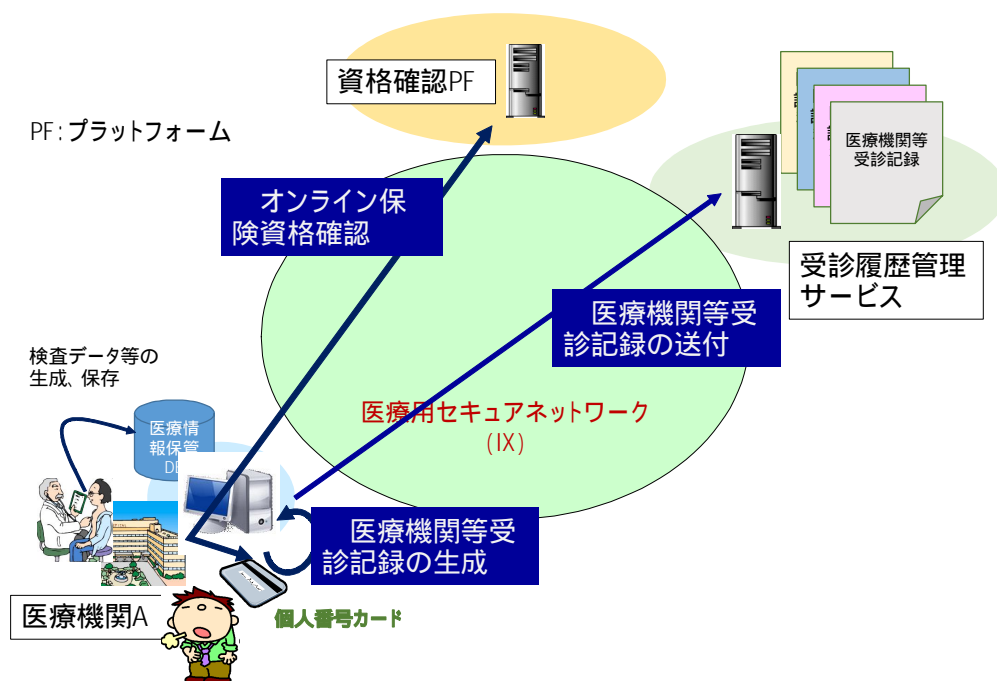 資格確認PF
PF:プラットフォーム
医療機関等
受診記録
オンライン保
険資格確認
受診履歴管理
サービス
医療機関等受
診記録の送付
検査データ等の
生成、保存
医療用セキュアネットワーク
(IX)
医療情
報保管
医療機関等受
診記録の生成
個人番号カード
医療機関A